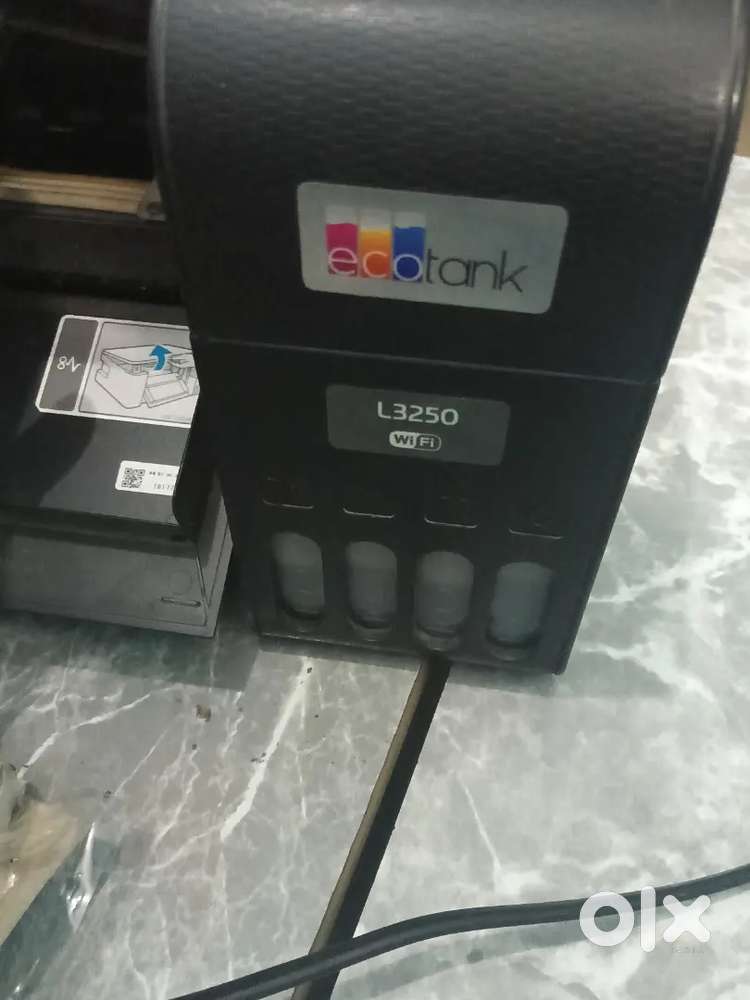 ecotank
L3250
WiFi
olx